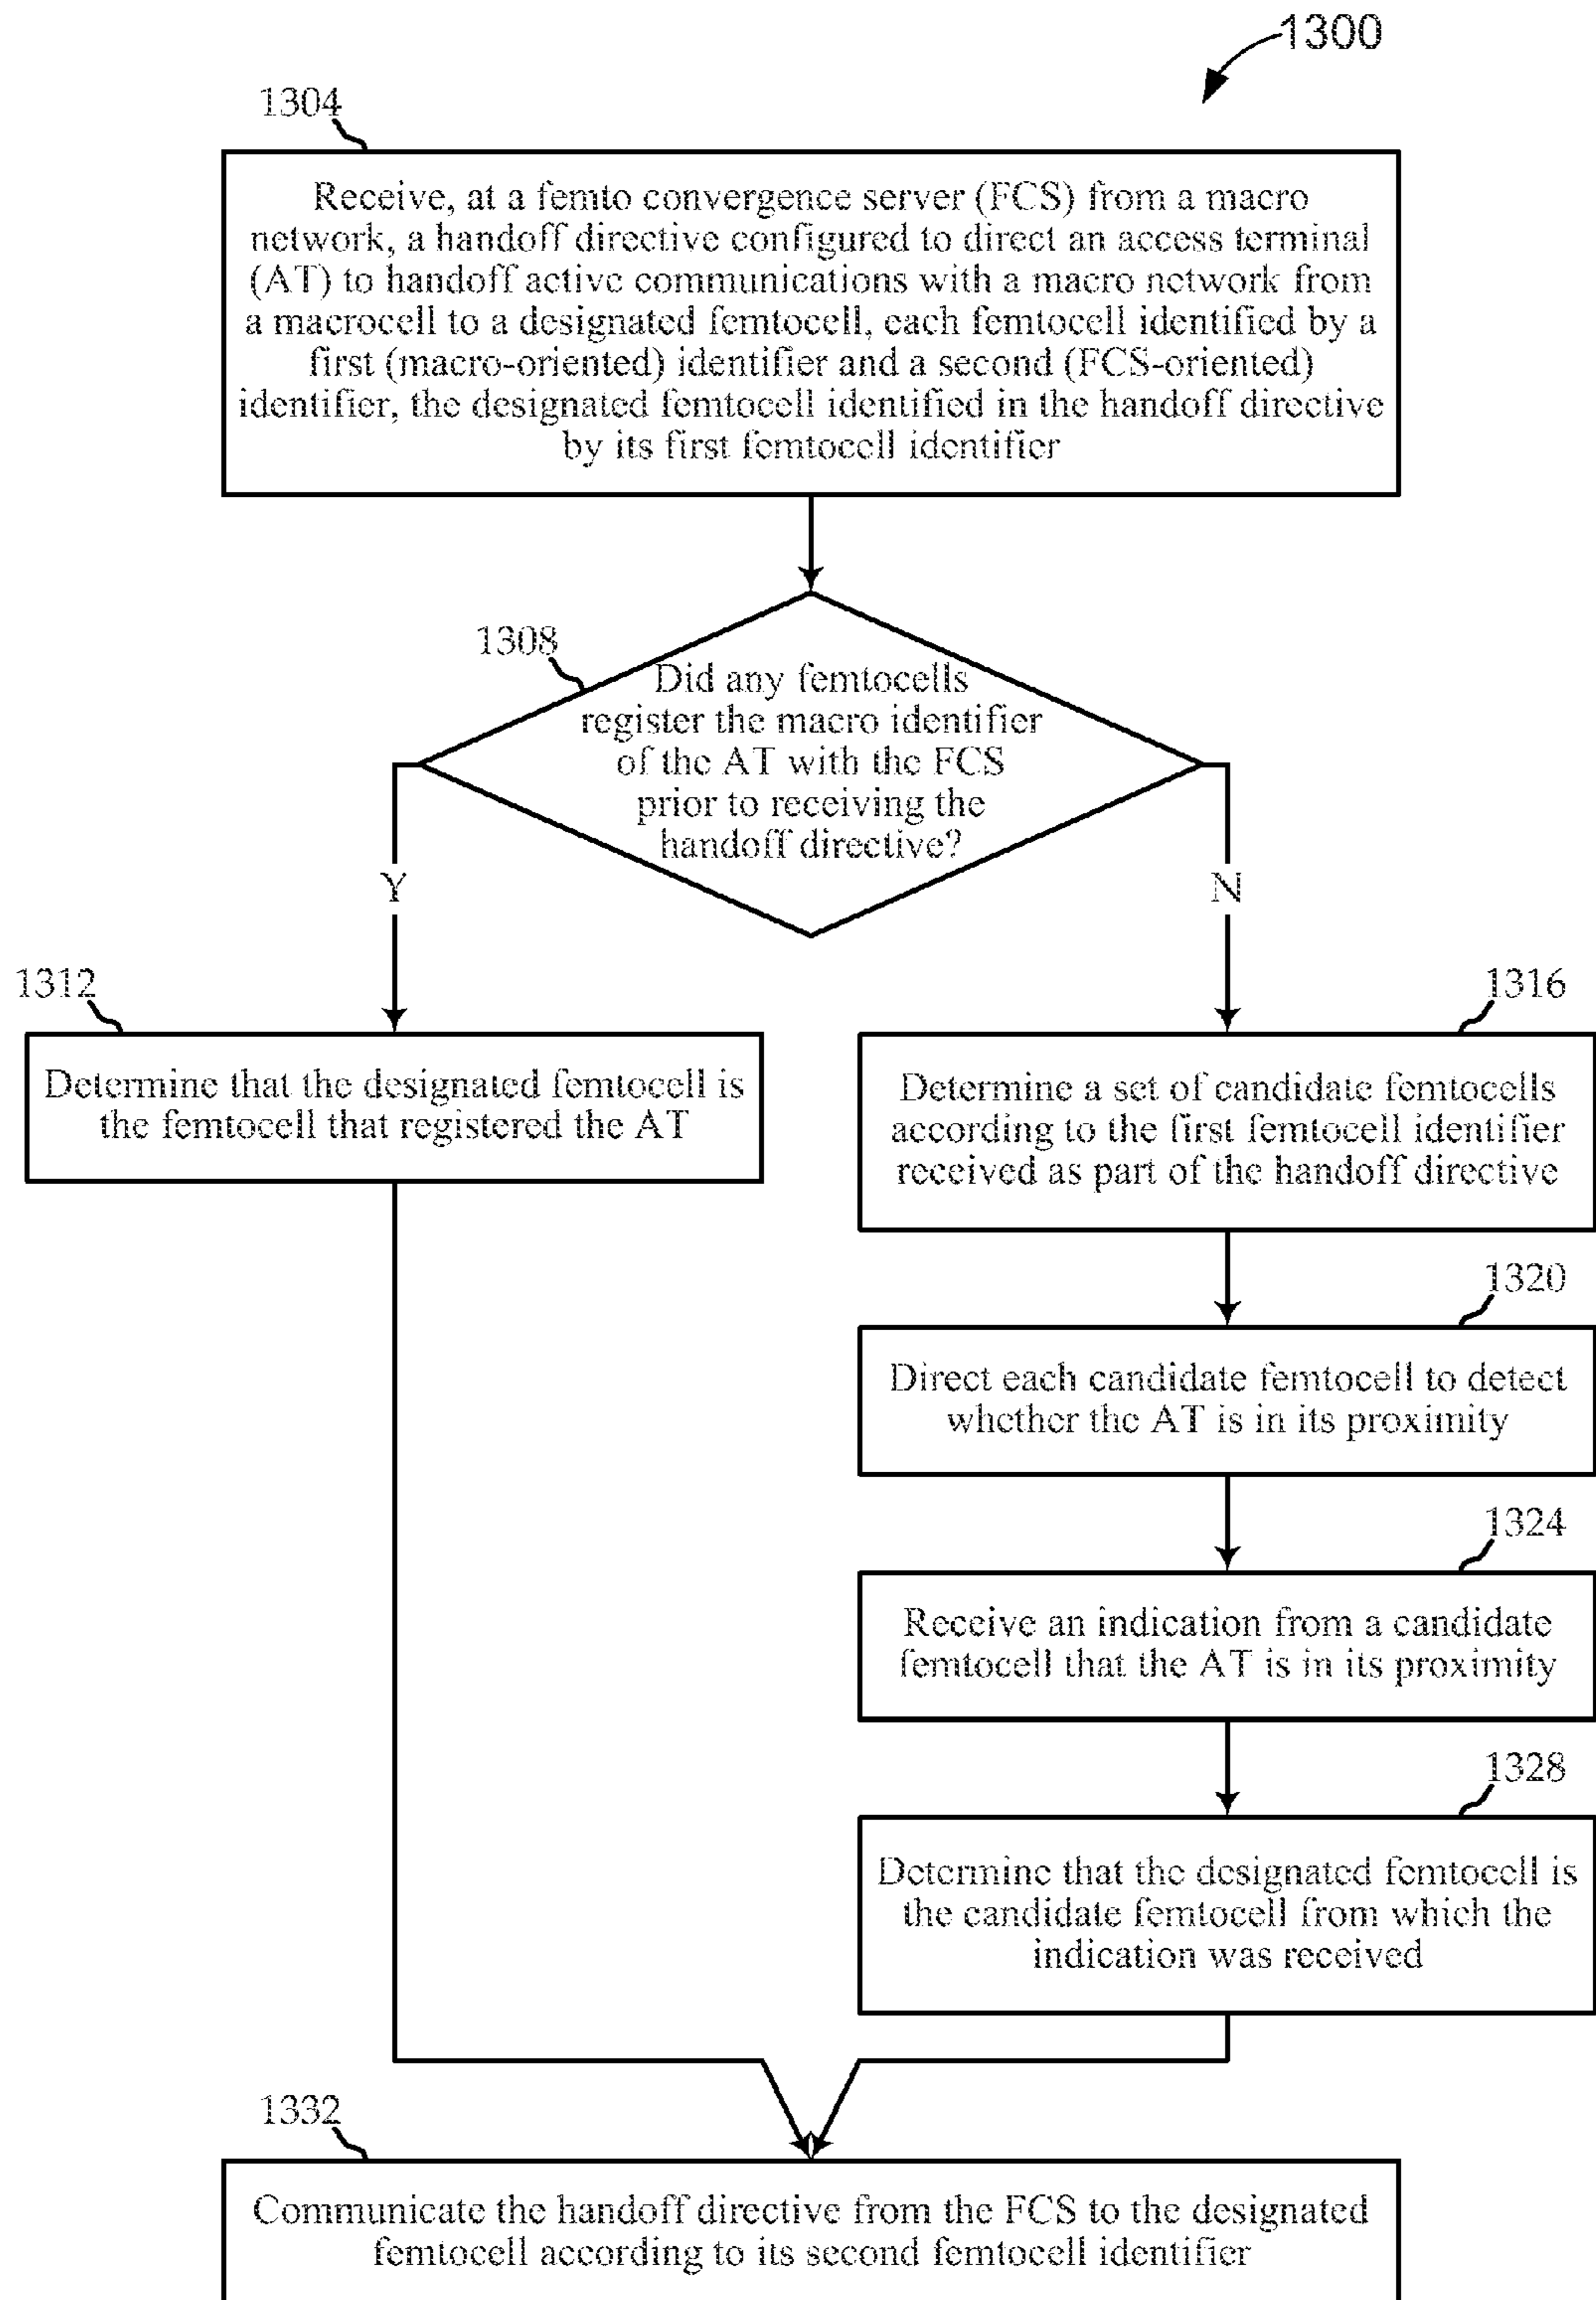 1300
1304
Receive, at a femto convergence server (FCS) from a macro
network, a handoff directive configured to direct an access terminal
(AT) to handoff active communications with a macro network from
a macrocell to a designated femtocell, each femtocell identified by a
first (macro-oriented) identifier and a second (FCS-oriented)
identifier, the designated femtocell identified in the handoff directive
by its first femtocell identifier
1308
Did any femtocells
register the macro identifier
of the AT with the FCS
prior to receiving the
handoff directive?
Y
N
1312
Determine that the designated femtocell is
the femtocell that registered the AT
1316
Determine a set of candidate femtocells
according to the first femtocell identifier
received as part of the handoff directive
1320
Direct each candidate femtocell to detect
whether the AT is in its proximity
1324
Receive an indication from a candidate
femtocell that the AT is in its proximity
1328
Determine that the designated femtocell is
the candidate femtocell from which the
indication was received
1332
Communicate the handoff directive from the FCS to the designated
femtocell according to its second femtocell identifier